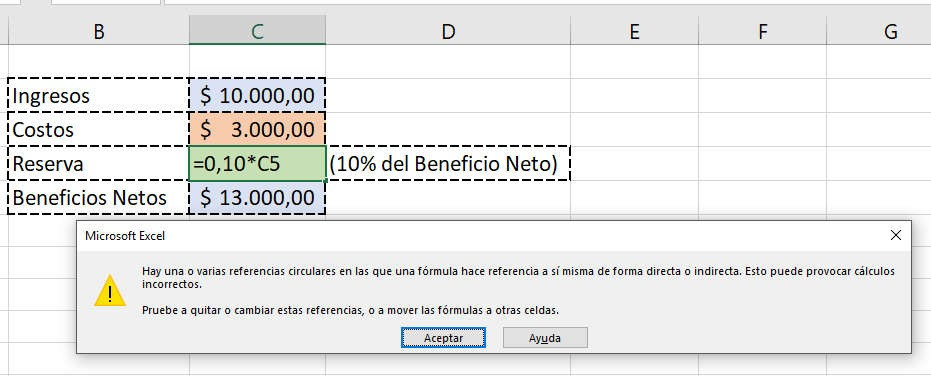 B C D E F G
Ingresos $ 10.000,00
Costos $ 3.000,00
Reserva =0,10*C5 (10% del Beneficio Neto)
Beneficios Netos $ 13.000,00
Microsoft Excel
Hay una o varias referencias circulares en las que una fórmula hace referencia a sí misma de forma directa o indirecta. Esto puede provocar cálculos
incorrectos.
Pruebe a quitar o cambiar estas referencias, o a mover las fórmulas a otras celdas.
Aceptar Ayuda